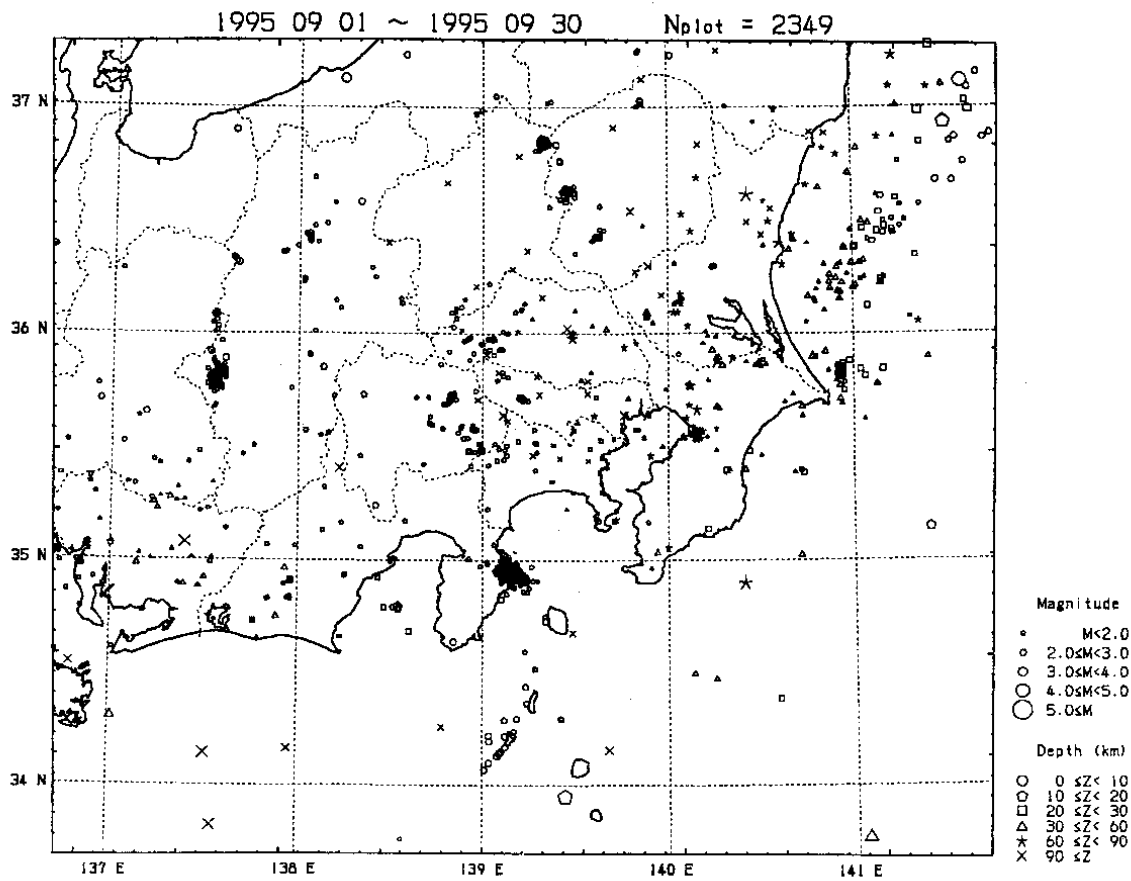 1995 09 01 ~ 1995 09 30 Nplot = 2349
37 N
36 N
35 N
34 N
137 E 138 E 139 E 140 E 141 E
Magnitude
M<2.0
2.0≤M<3.0
3.0≤M<4.0
4.0≤M<5.0
5.0≤M
Depth (km)
0 ≤Z< 10
10 ≤Z< 20
20 ≤Z< 30
30 ≤Z< 60
60 ≤Z< 90
90 ≤Z